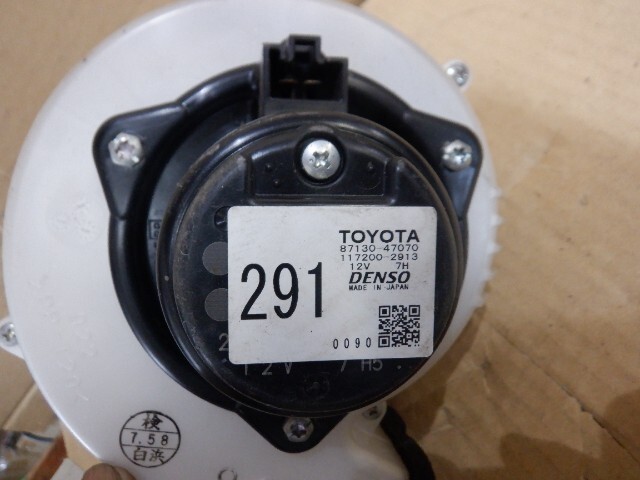 TOYOTA
87130-47070
117200-2913
12V 7H
DENSO
MADE IN JAPAN
291
0090
12V 7H5
検
7.58
白浜